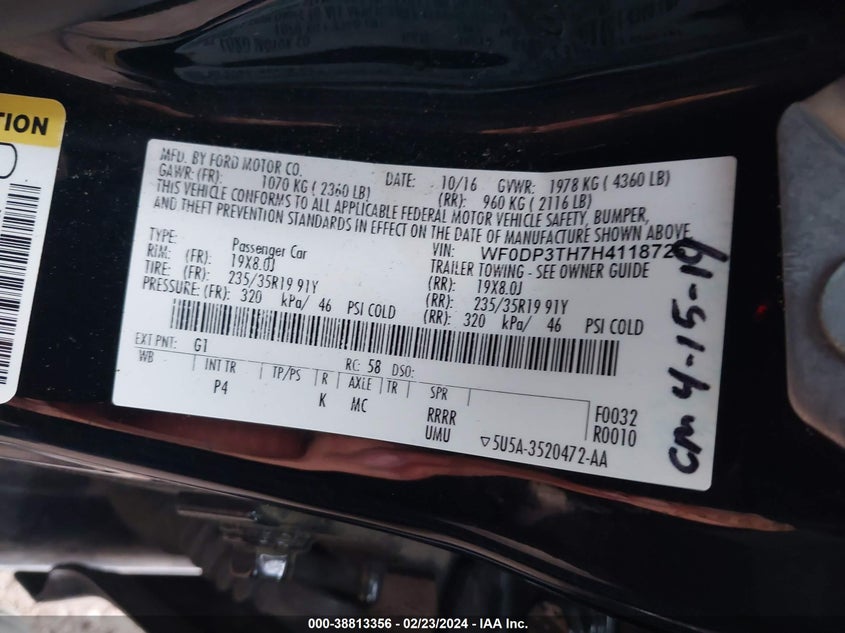 TION
MFD. BY FORD MOTOR CO. DATE: 10/16 GVWR: 1978 KG ( 4360 LB)
GAWR: (FR): 1070 KG ( 2360 LB) (RR): 960 KG ( 2116 LB)
THIS VEHICLE CONFORMS TO ALL APPLICABLE FEDERAL MOTOR VEHICLE SAFETY, BUMPER,
AND THEFT PREVENTION STANDARDS IN EFFECT ON THE DATE OF MANUFACTURE SHOWN ABOVE
VIN: WF0DP3TH7H411872
TYPE: Passenger Car TRAILER TOWING - SEE OWNER GUIDE
RIM: (FR): 19X8.0J (RR): 19X8.0J
TIRE: (FR): 235/35R19 91Y (RR): 235/35R19 91Y
PRESSURE: (FR): 320 kPa/ 46 PSI COLD (RR): 320 kPa/ 46 PSI COLD
EXT PNT: G1 RC: 58 DSO:
WB INT TR TP/PS R AXLE TR SPR
P4 K MC RRRR F0032
UMU R0010
5U5A-3520472-AA
CM 4-15-19
000-38813356 - 02/23/2024 - IAA Inc.